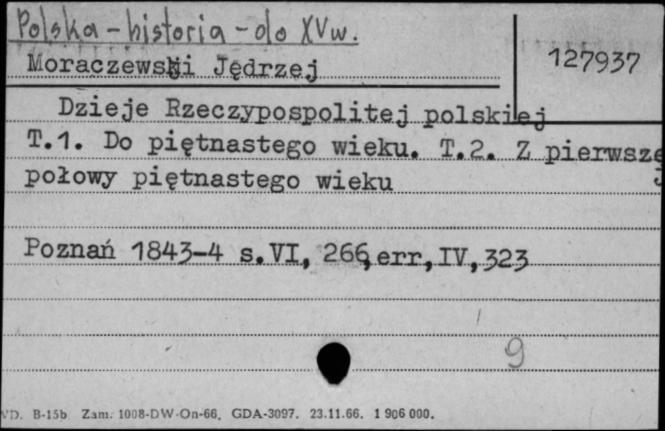 Polska - historia - do XV w.
Moraczewski Jędrzej
127937
Dzieje Rzeczypospolitej polskiej
T.1. Do piętnastego wieku. T.2. Z pierwsze
j
połowy piętnastego wieku
Poznań 1843-4 s.VI, 266,err,IV,323
9
VD. B-15b Zam. 1008-DW-On-66. GDA-3097. 23.11.66. 1 906 000.